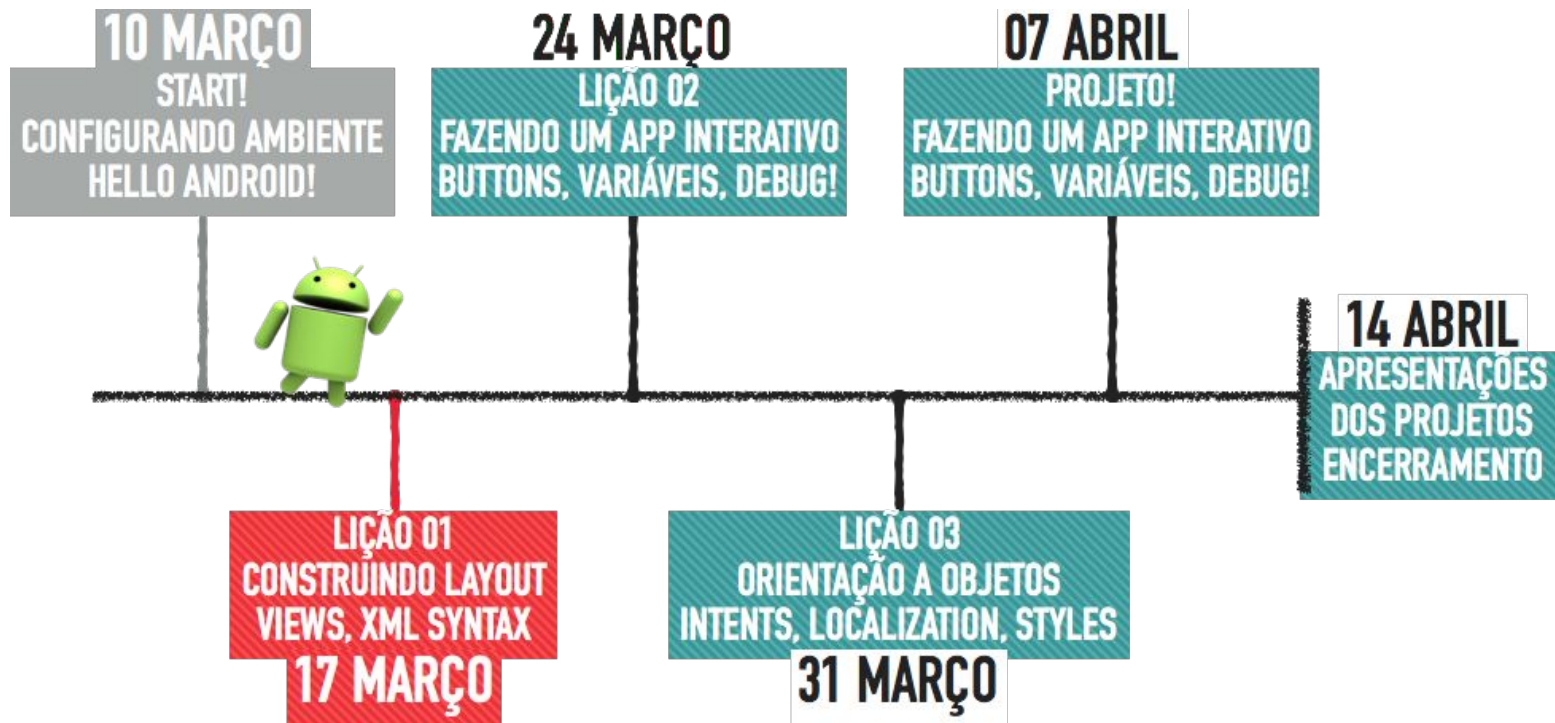 10 MARÇO
START!
CONFIGURANDO AMBIENTE
HELLO ANDROID!
24 MARÇO
LIÇÃO 02
FAZENDO UM APP INTERATIVO
BUTTONS, VARIÁVEIS, DEBUG!
07 ABRIL
PROJETO!
FAZENDO UM APP INTERATIVO
BUTTONS, VARIÁVEIS, DEBUG!
14 ABRIL
APRESENTAÇÕES
DOS PROJETOS
ENCERRAMENTO
LIÇÃO 01
CONSTRUINDO LAYOUT
VIEWS, XML SYNTAX
17 MARÇO
LIÇÃO 03
ORIENTAÇÃO A OBJETOS
INTENTS, LOCALIZATION, STYLES
31 MARÇO